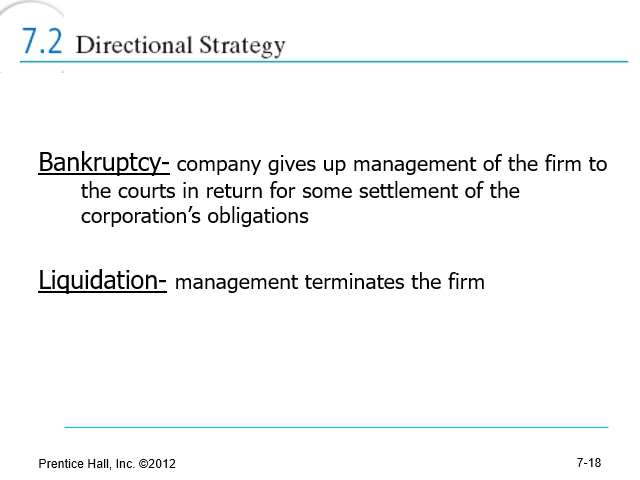 7.2 Directional Strategy
Bankruptcy- company gives up management of the firm to
the courts in return for some settlement of the
corporation’s obligations
Liquidation- management terminates the firm
Prentice Hall, Inc. ©2012
7-18